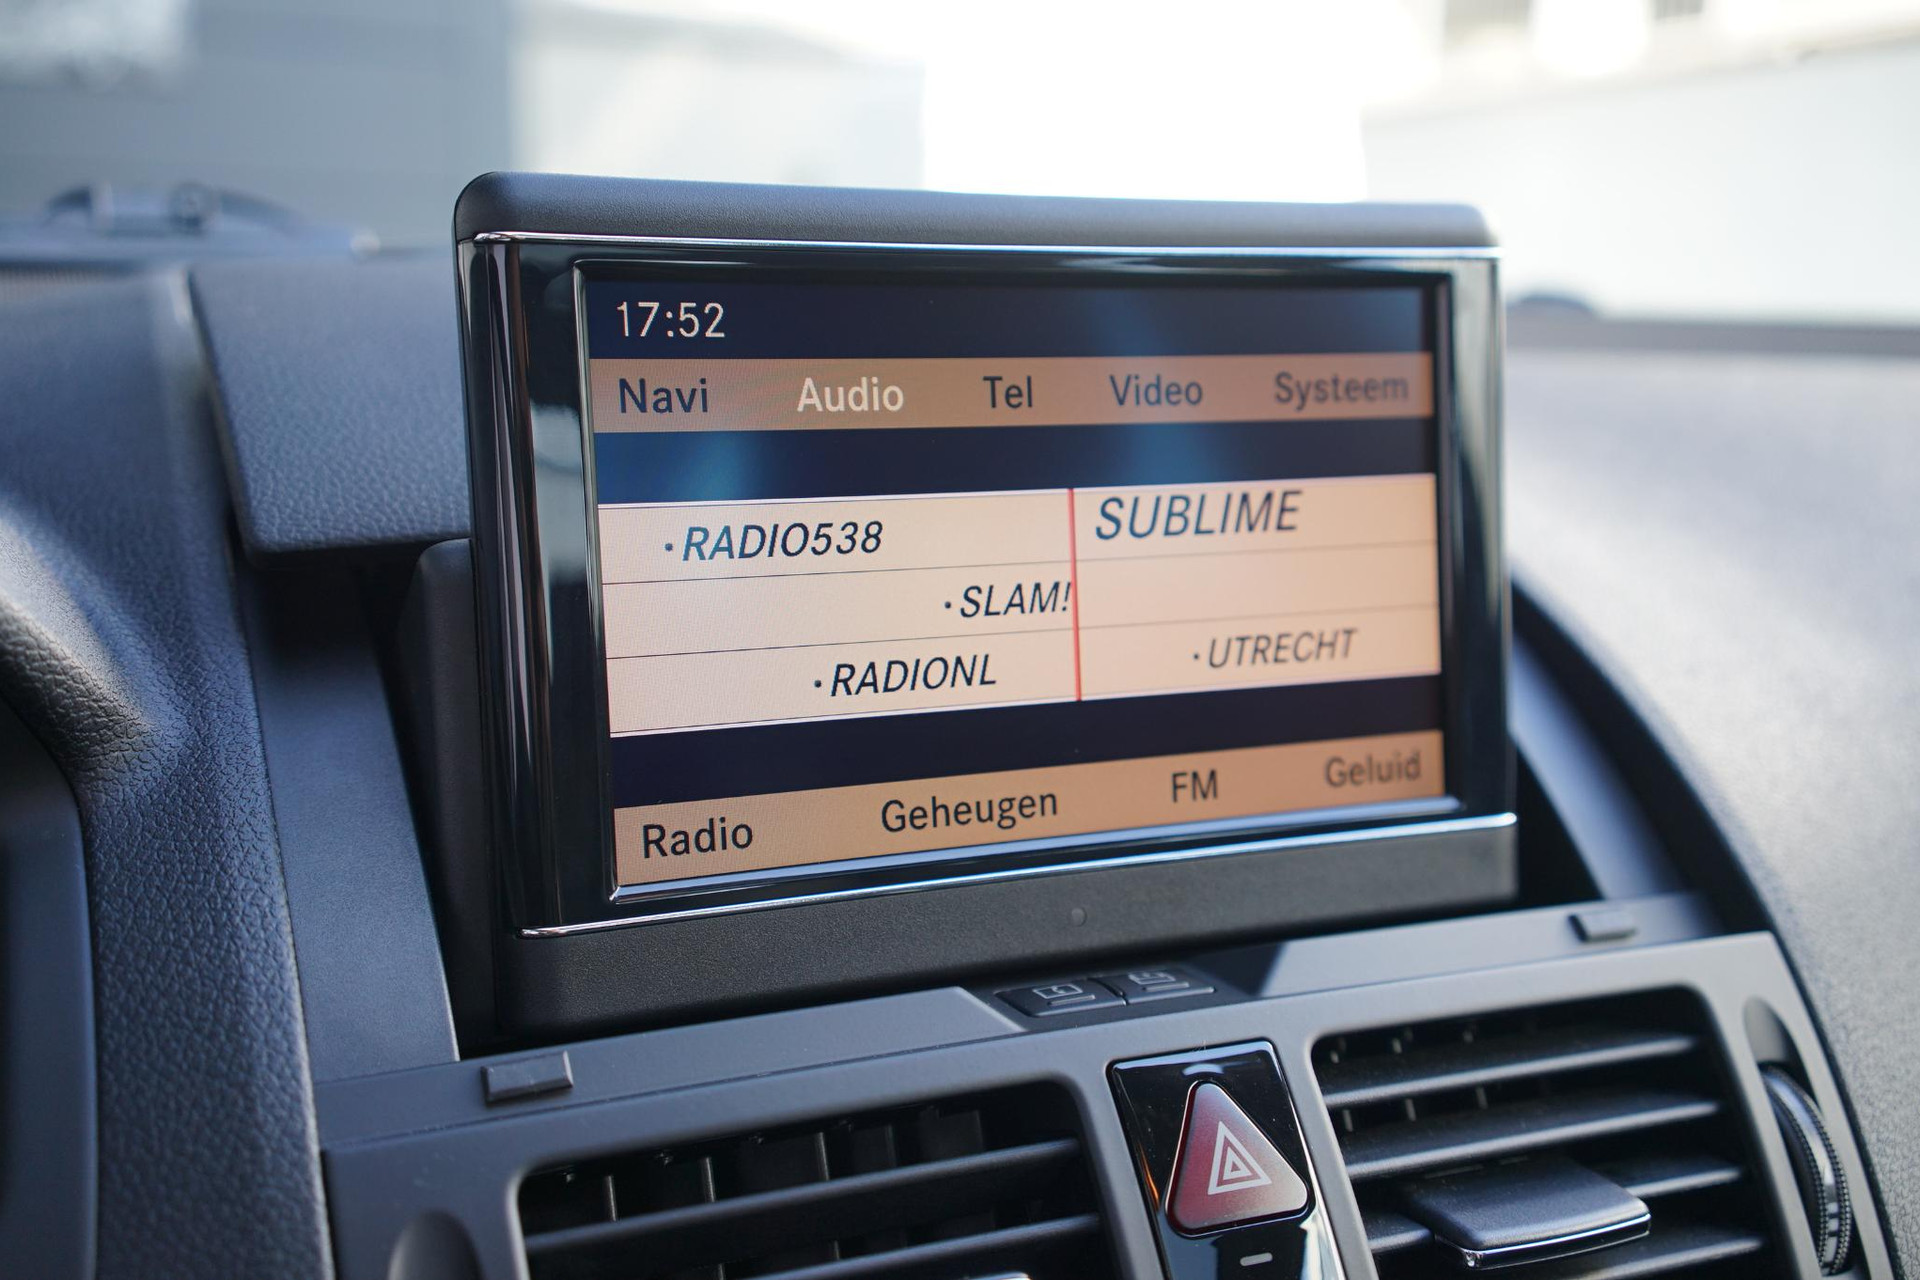 17:52
Navi Audio Tel Video Systeem
·RADIO538 SUBLIME
·SLAM!
·RADIONL ·UTRECHT
Radio Geheugen FM Geluid